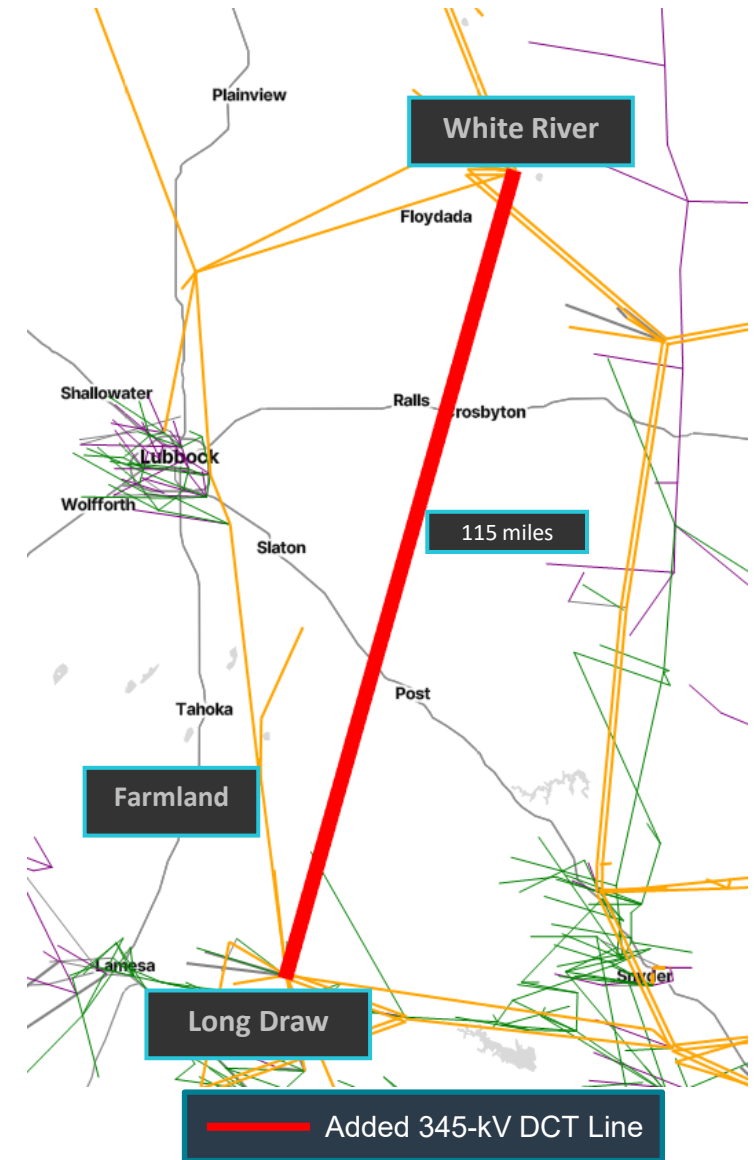 Plainview
White River
Floydada
Shallowater
Ralls
rosbyton
Lubbock
Wolfforth
115 miles
Slaton
Post
Tahoka
Farmland
Lamesa
Snyder
Long Draw
Added 345-kV DCT Line